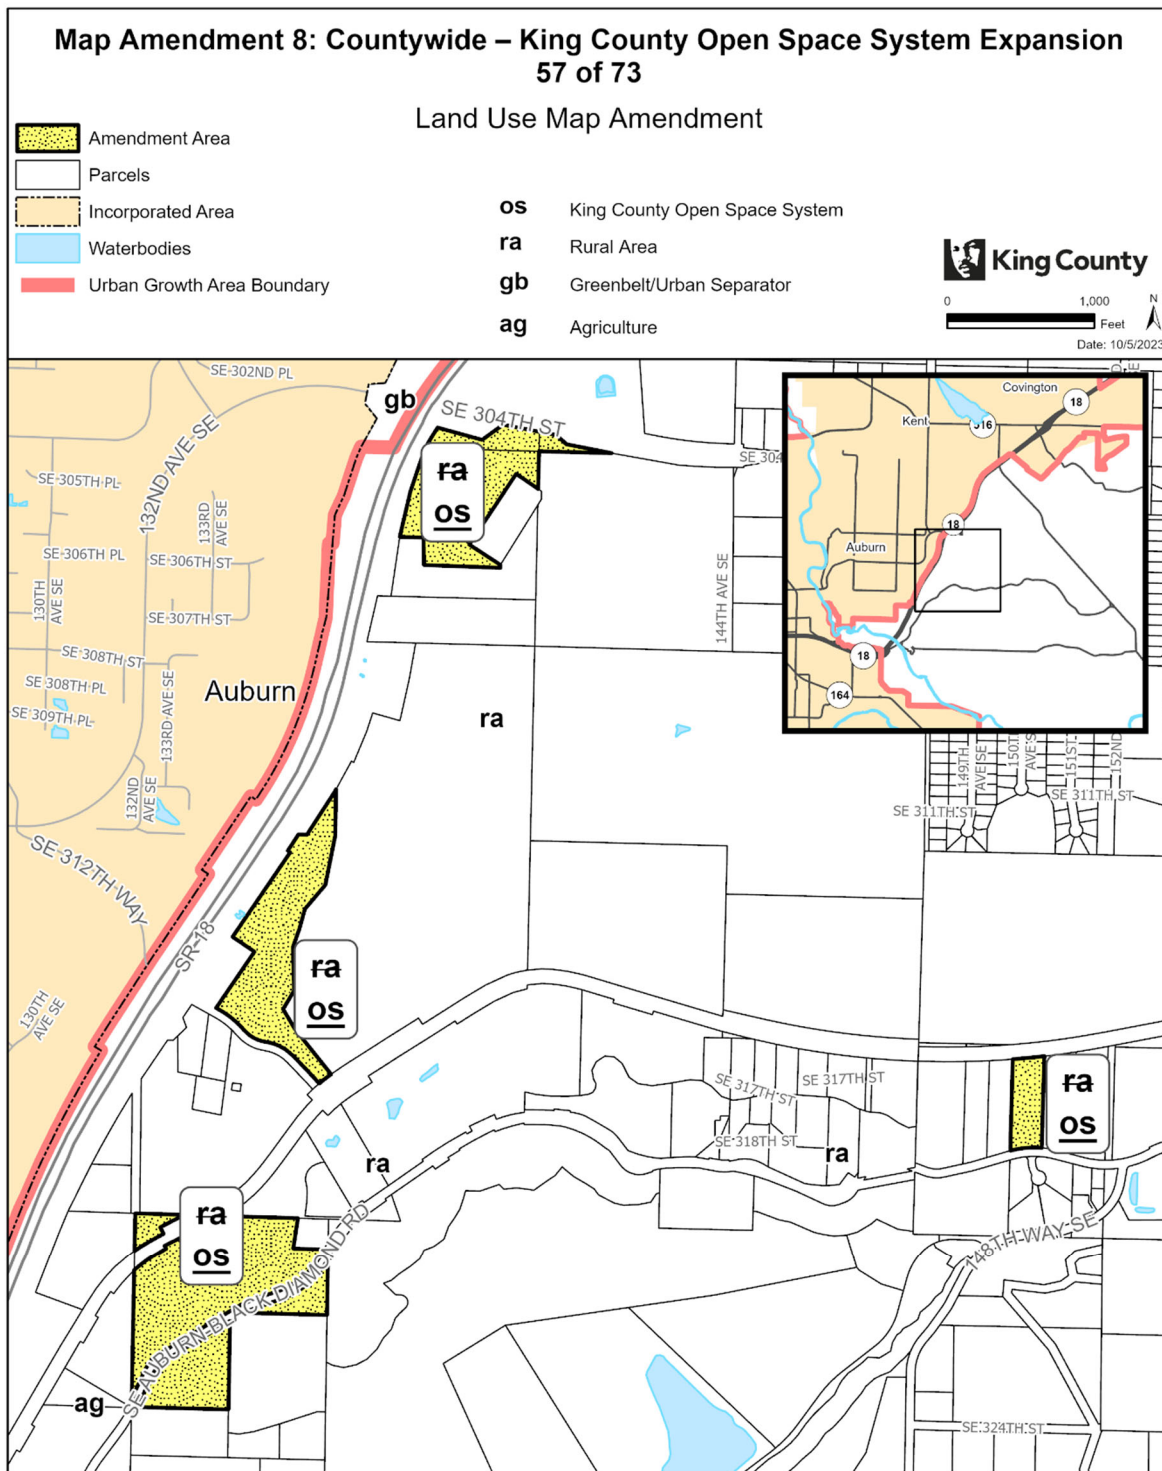 Map Amendment 8: Countywide – King County Open Space System Expansion
57 of 73
Land Use Map Amendment
Amendment Area
Parcels
Incorporated Area
Waterbodies
Urban Growth Area Boundary
os King County Open Space System
ra Rural Area
gb Greenbelt/Urban Separator
ag Agriculture
King County
0 1,000
Feet
N
Date: 10/5/2023
SE 302ND PL
gb
SE 304TH ST
132ND AVE SE
ra
os
SE 304
SE 305TH PL
133RD
AVE SE
SE 306TH PL
SE 306TH ST
130TH
AVE SE
SE 307TH ST
144TH AVE SE
SE 308TH ST
SE 308TH PL
133RD AVE SE
SE 309TH PL
Auburn
ra
132ND
AVE SE
SE 312TH WAY
SR 18
130TH
AVE SE
ra
os
Covington
18
Kent
516
18
Auburn
18
164
149TH
AVE SE
151ST
152ND
SE 311TH ST
SE 311TH ST
SE 317TH ST
SE 317TH ST
SE 318TH ST
ra
ra
os
ra
ra
os
148TH WAY SE
SE AUBURN-BLACK DIAMOND RD
ag
SE 324TH ST